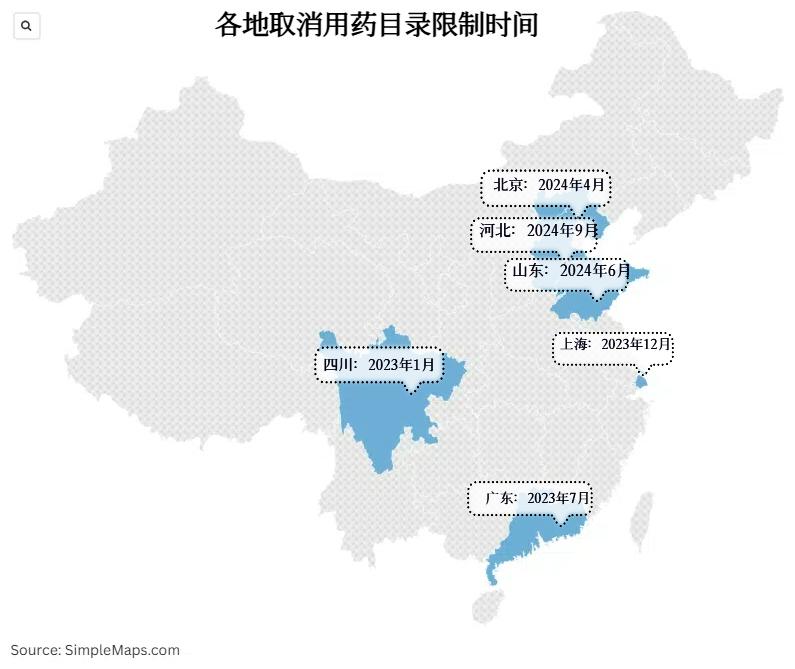 各地取消用药目录限制时间
北京：2024年4月
河北：2024年9月
山东：2024年6月
上海：2023年12月
四川：2023年1月
广东：2023年7月
Source: SimpleMaps.com